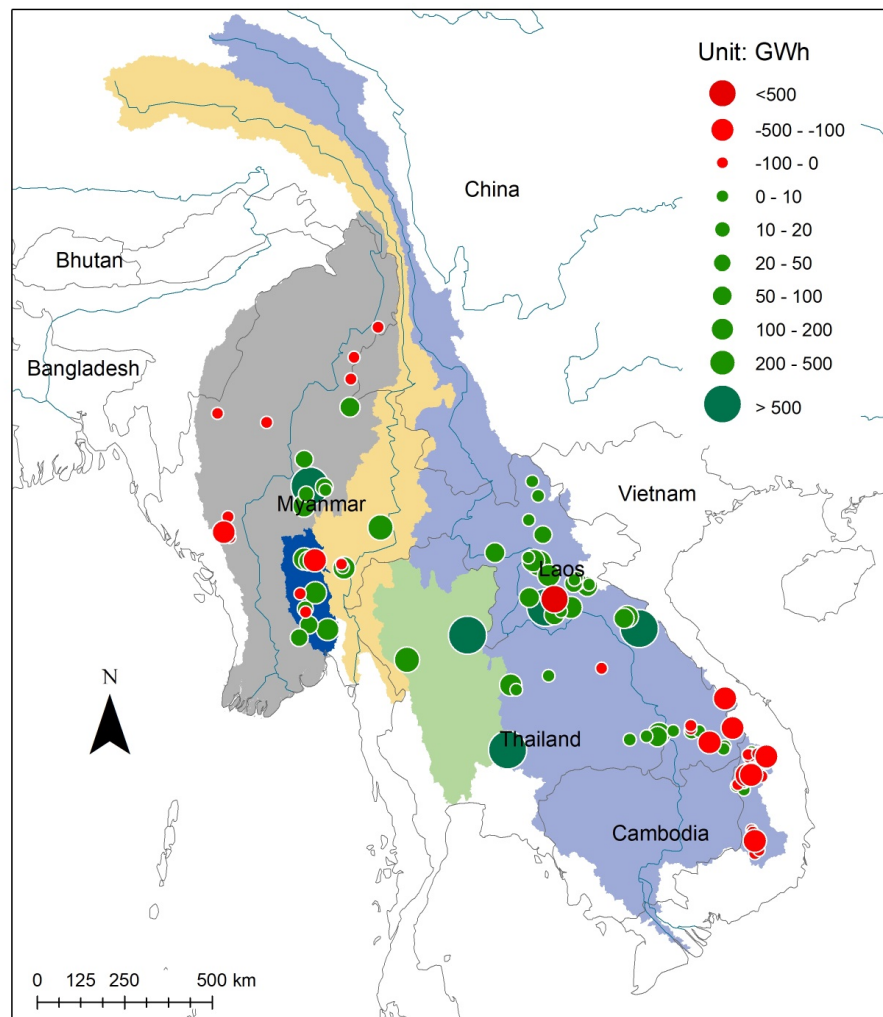 Unit: GWh
<500
-500 - -100
-100 - 0
0 - 10
10 - 20
20 - 50
50 - 100
100 - 200
200 - 500
> 500
China
Bhutan
Bangladesh
Vietnam
Myanmar
Laos
N
Thailand
Cambodia
0 125 250 500 km